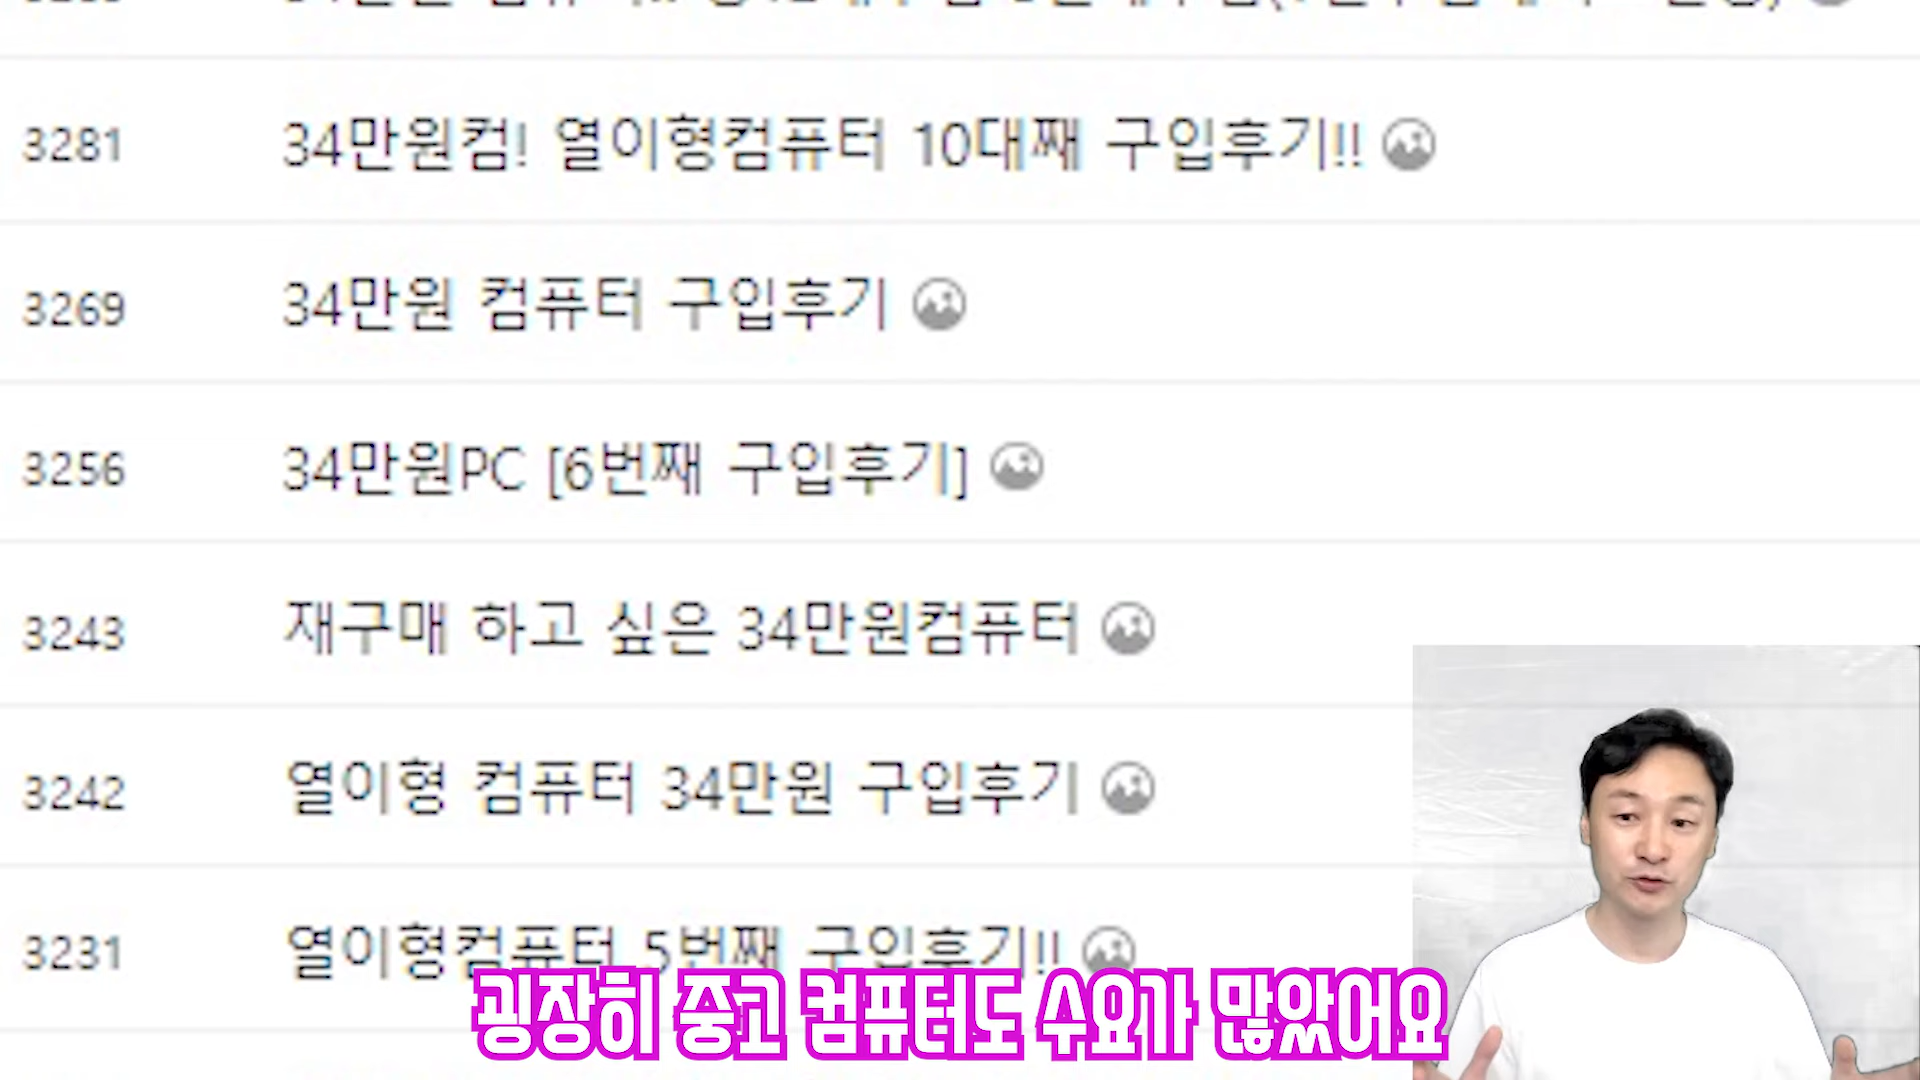 3281 34만원컴! 열이형컴퓨터 10대째 구입후기!!
3269 34만원 컴퓨터 구입후기
3256 34만원PC [6번째 구입후기]
3243 재구매 하고 싶은 34만원컴퓨터
3242 열이형 컴퓨터 34만원 구입후기
3231 열이형컴퓨터 5번째 구입후기!!
굉장히 중고 컴퓨터도 수요가 많았어요